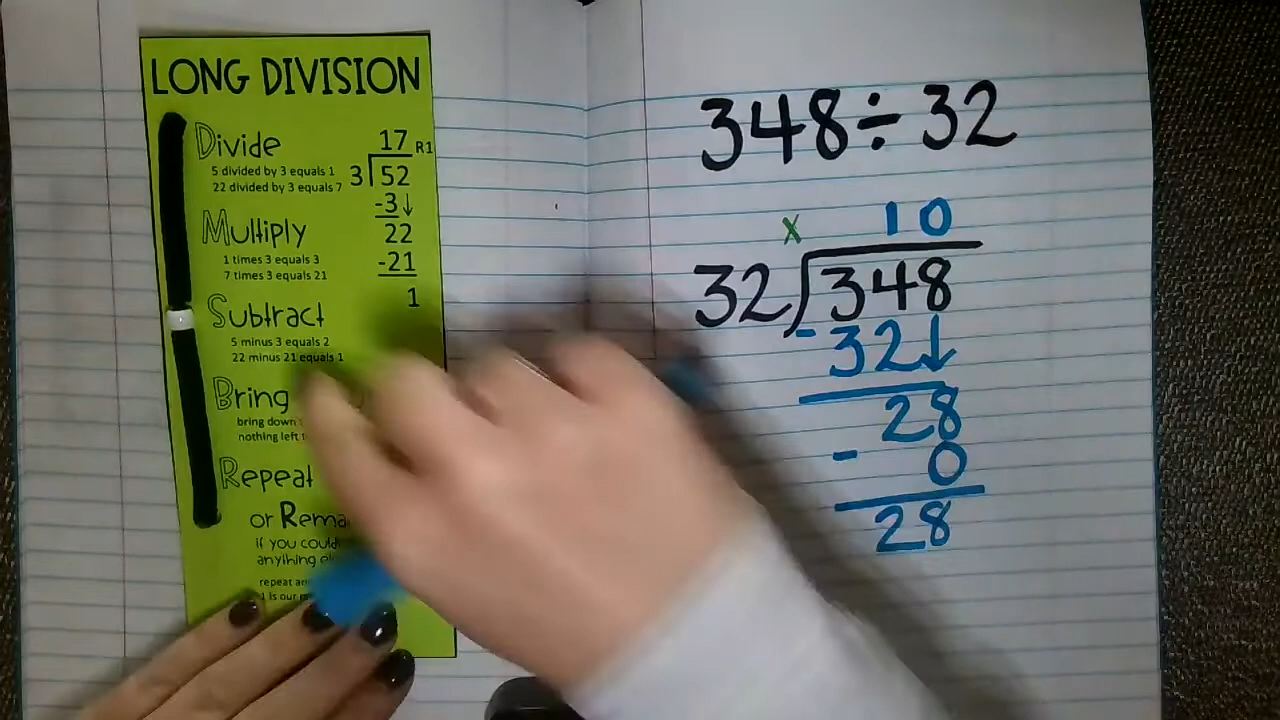 LONG DIVISION
Divide
5 divided by 3 equals 1
22 divided by 3 equals 7
17 R1
3 52
-3↓
22
-21
1
Multiply
1 times 3 equals 3
7 times 3 equals 21
Subtract
5 minus 3 equals 2
22 minus 21 equals 1
Bring
bring down
nothing left
Repeat
or
if you
anything
repeat
1 is our
348÷32
x 10
32 348
-32↓
28
- 0
28